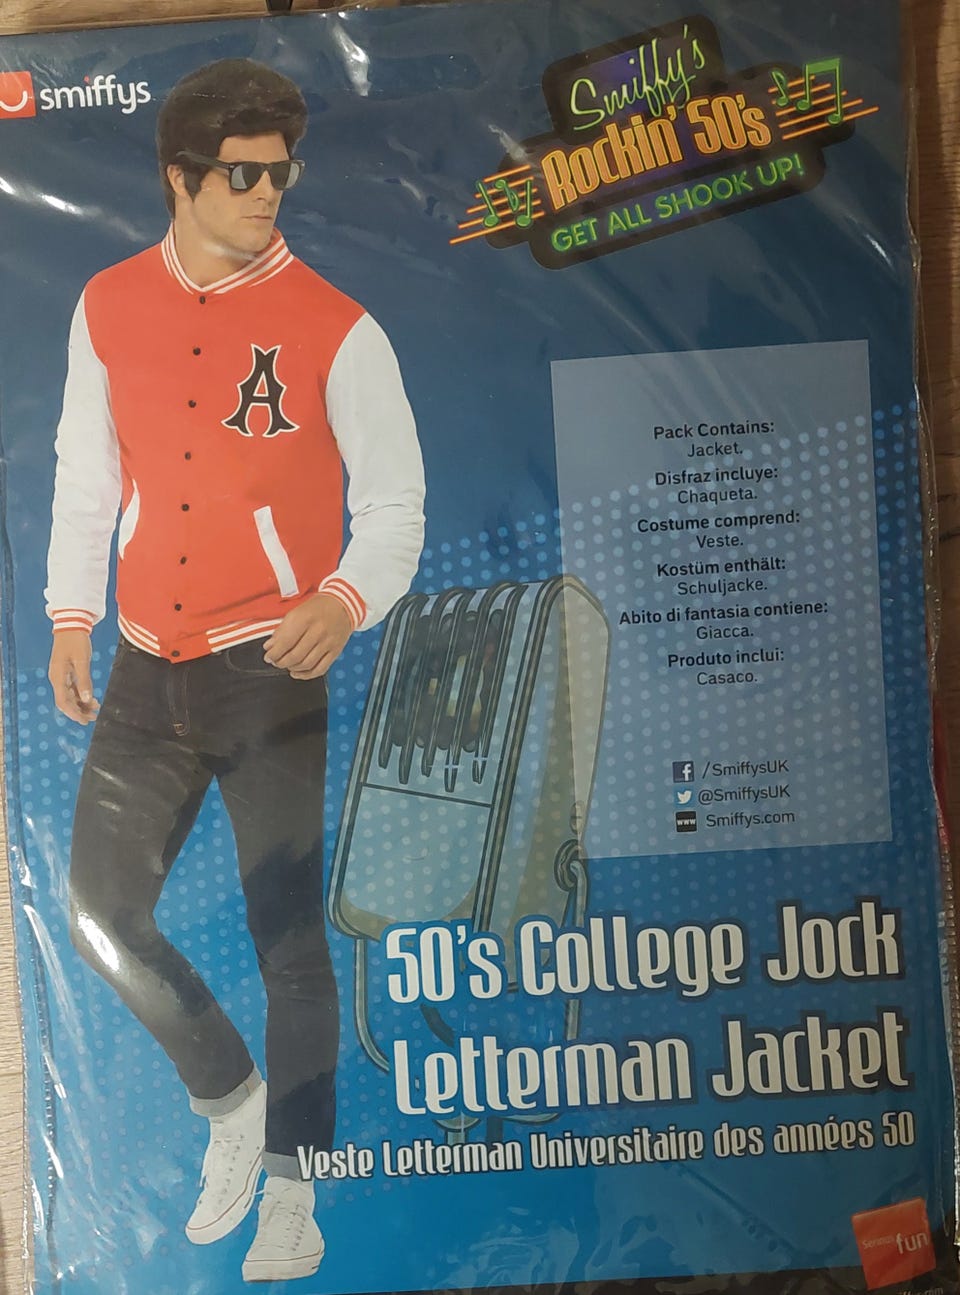 smiffys
Smiffy's
Rockin' 50's
GET ALL SHOOK UP!
A
Pack Contains:
Jacket.
Disfraz incluye:
Chaqueta.
Costume comprend:
Veste.
Kostüm enthält:
Schuljacke.
Abito di fantasia contiene:
Giacca.
Produto inclui:
Casaco.
f /SmiffysUK
@SmiffysUK
www Smiffys.com
50's College Jock
Letterman Jacket
Veste Letterman Universitaire des années 50
Serious fun